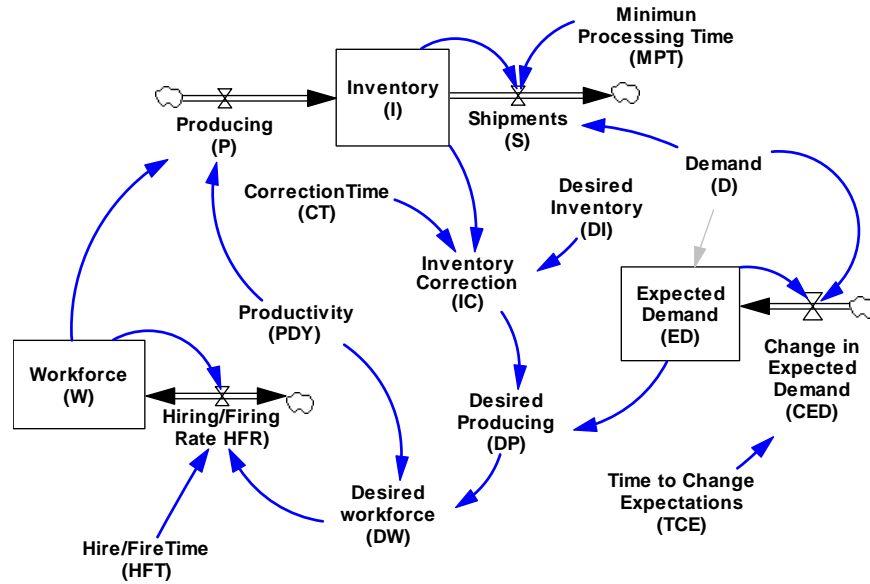 Minimun
Processing Time
(MPT)
Inventory
(I)
Producing
(P)
Shipments
(S)
Demand
(D)
CorrectionTime
(CT)
Desired
Inventory
(DI)
Inventory
Correction
(IC)
Expected
Demand
(ED)
Productivity
(PDY)
Change in
Expected
Demand
(CED)
Workforce
(W)
Hiring/Firing
Rate HFR)
Desired
Producing
(DP)
Time to Change
Expectations
(TCE)
Desired
workforce
(DW)
Hire/FireTime
(HFT)